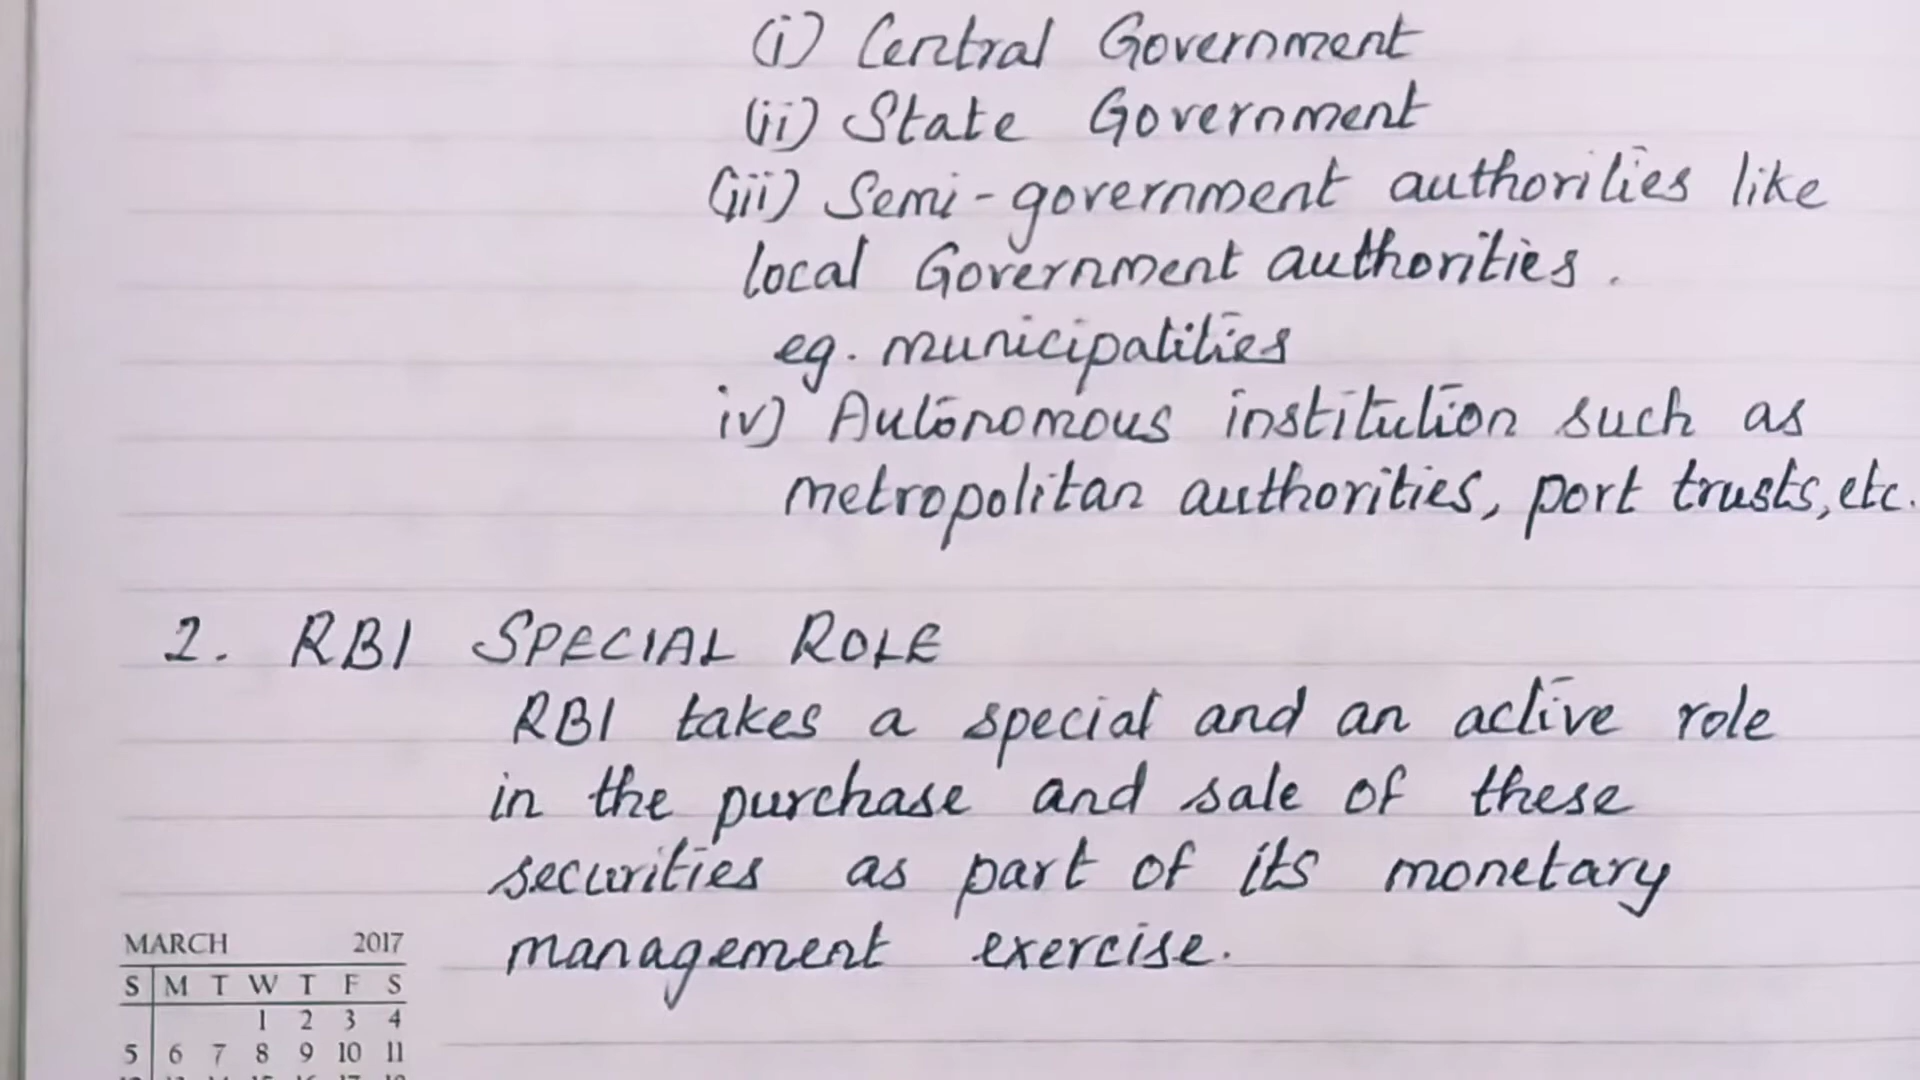 (i) Central Government
(ii) State Government
(iii) Semi-government authorities like
local Government authorities.
eg. municipalities
iv) Autonomous institution such as
metropolitan authorities, port trusts, etc.
2. RBI SPECIAL ROLE
RBI takes a special and an active role
in the purchase and sale of these
securities as part of its monetary
management exercise.
MARCH 2017
S M T W T F S
1 2 3 4
5 6 7 8 9 10 11